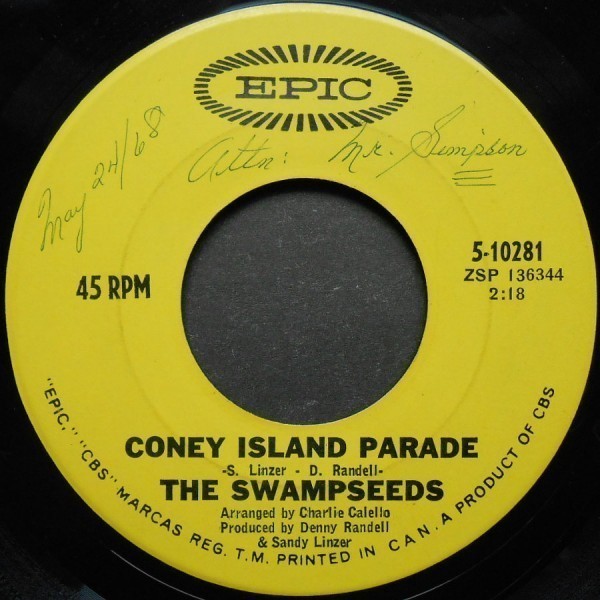 EPIC
May 24/68
Attn: Mr. Simpson
45 RPM
5-10281
ZSP 136344
2:18
CONEY ISLAND PARADE
-S. Linzer - D. Randell-
THE SWAMPSEEDS
Arranged by Charlie Calello
Produced by Denny Randell
& Sandy Linzer
"EPIC," "CBS" MARCAS REG. T.M. PRINTED IN CAN. A PRODUCT OF CBS